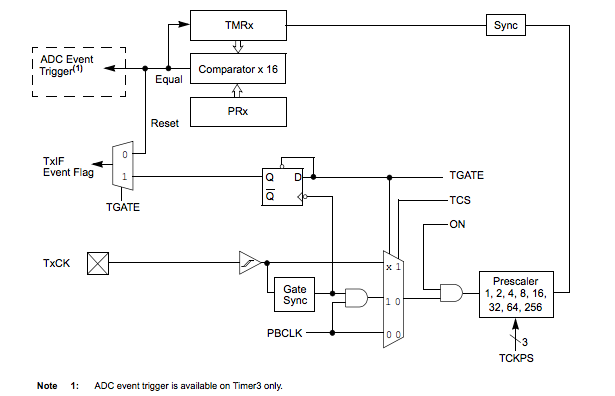 TMRx
Sync
ADC Event
Trigger(1)
Equal
Comparator x 16
PRx
Reset
TxIF
Event Flag
0
1
TGATE
Q
D
Q
TGATE
TCS
ON
TxCK
x 1
Gate
Sync
1 0
Prescaler
1, 2, 4, 8, 16,
32, 64, 256
PBCLK
0 0
3
TCKPS
Note 1: ADC event trigger is available on Timer3 only.